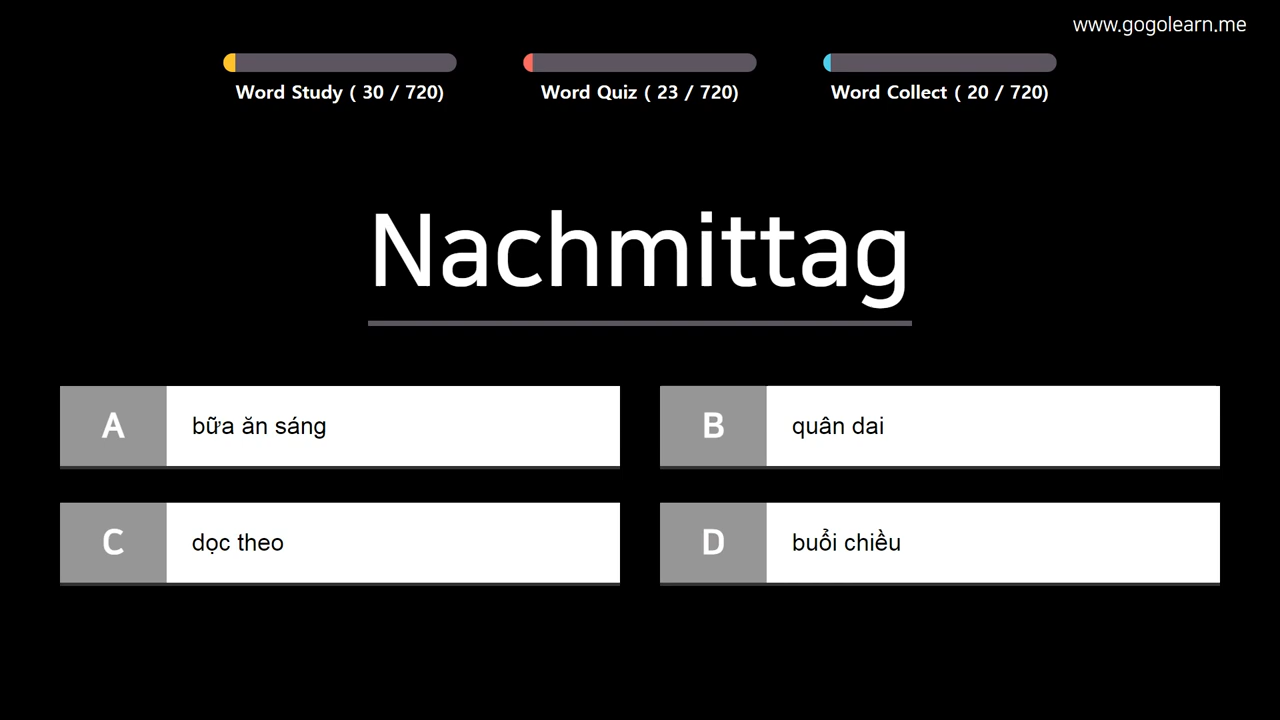 www.gogolearn.me
Word Study ( 30 / 720)
Word Quiz ( 23 / 720)
Word Collect ( 20 / 720)
Nachmittag
A bữa ăn sáng
B quân dai
C dọc theo
D buổi chiều